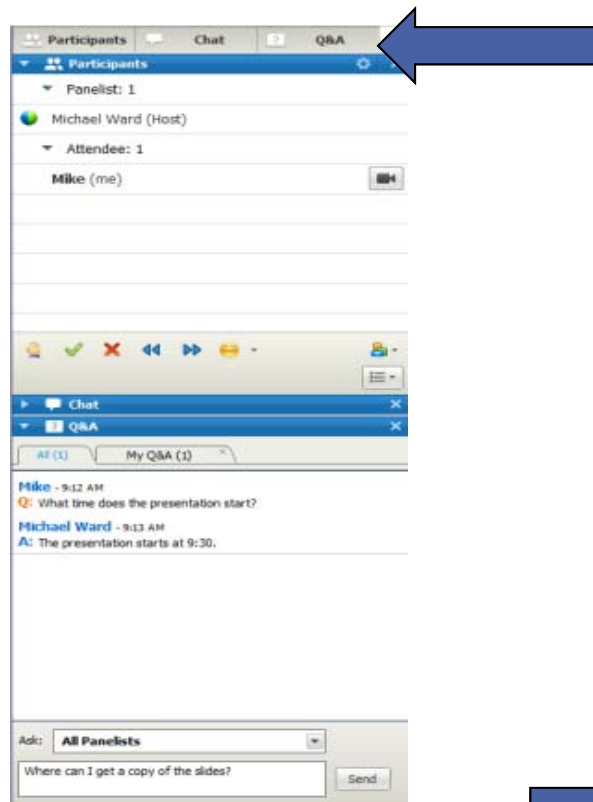 Participants Chat Q&A
Participants
Panelist: 1
Michael Ward (Host)
Attendee: 1
Mike (me)
Chat
Q&A
All (1) My Q&A (1)
Mike - 9:12 AM
Q: What time does the presentation start?
Michael Ward - 9:13 AM
A: The presentation starts at 9:30.
Ask: All Panelists
Where can I get a copy of the slides?
Send